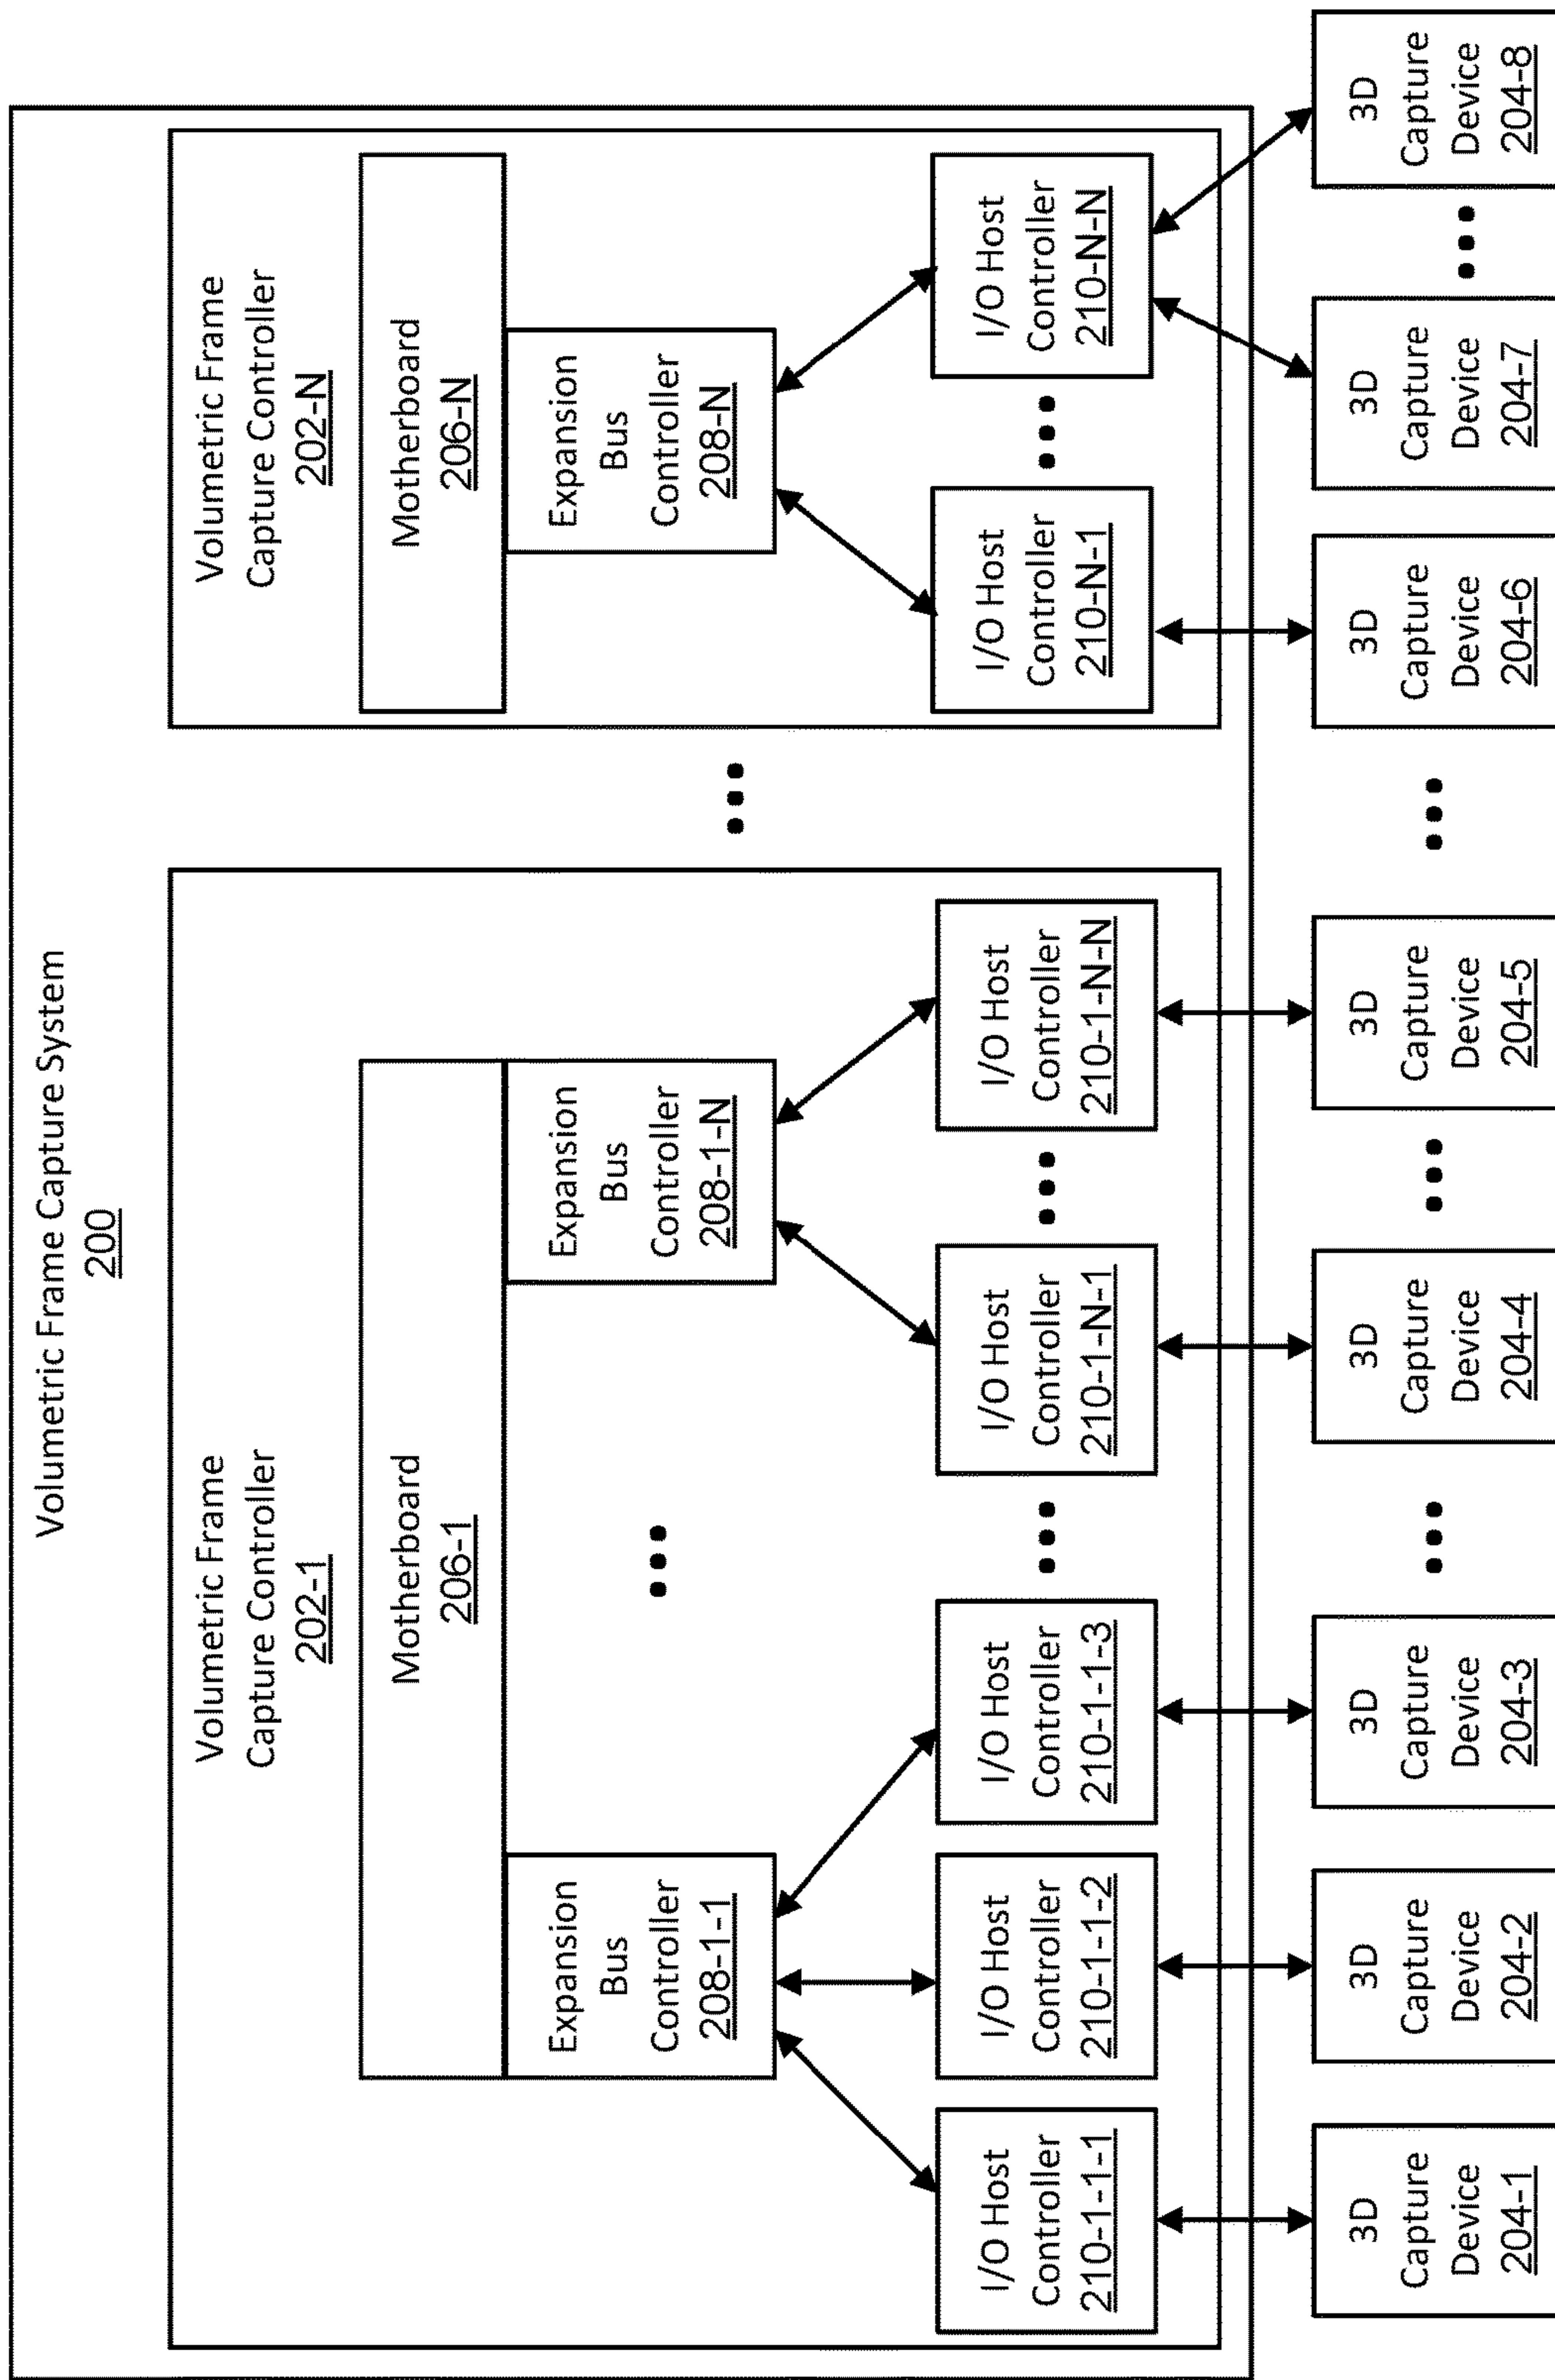 Volumetric Frame Capture System
200
Volumetric Frame
Capture Controller
202-1
Motherboard
206-1
Expansion
Bus
Controller
208-1-1
Expansion
Bus
Controller
208-1-N
I/O Host
Controller
210-1-1-1
I/O Host
Controller
210-1-1-2
I/O Host
Controller
210-1-1-3
I/O Host
Controller
210-1-N-1
I/O Host
Controller
210-1-N-N
Volumetric Frame
Capture Controller
202-N
Motherboard
206-N
Expansion
Bus
Controller
208-N
I/O Host
Controller
210-N-1
I/O Host
Controller
210-N-N
3D
Capture
Device
204-1
3D
Capture
Device
204-2
3D
Capture
Device
204-3
3D
Capture
Device
204-4
3D
Capture
Device
204-5
3D
Capture
Device
204-6
3D
Capture
Device
204-7
3D
Capture
Device
204-8